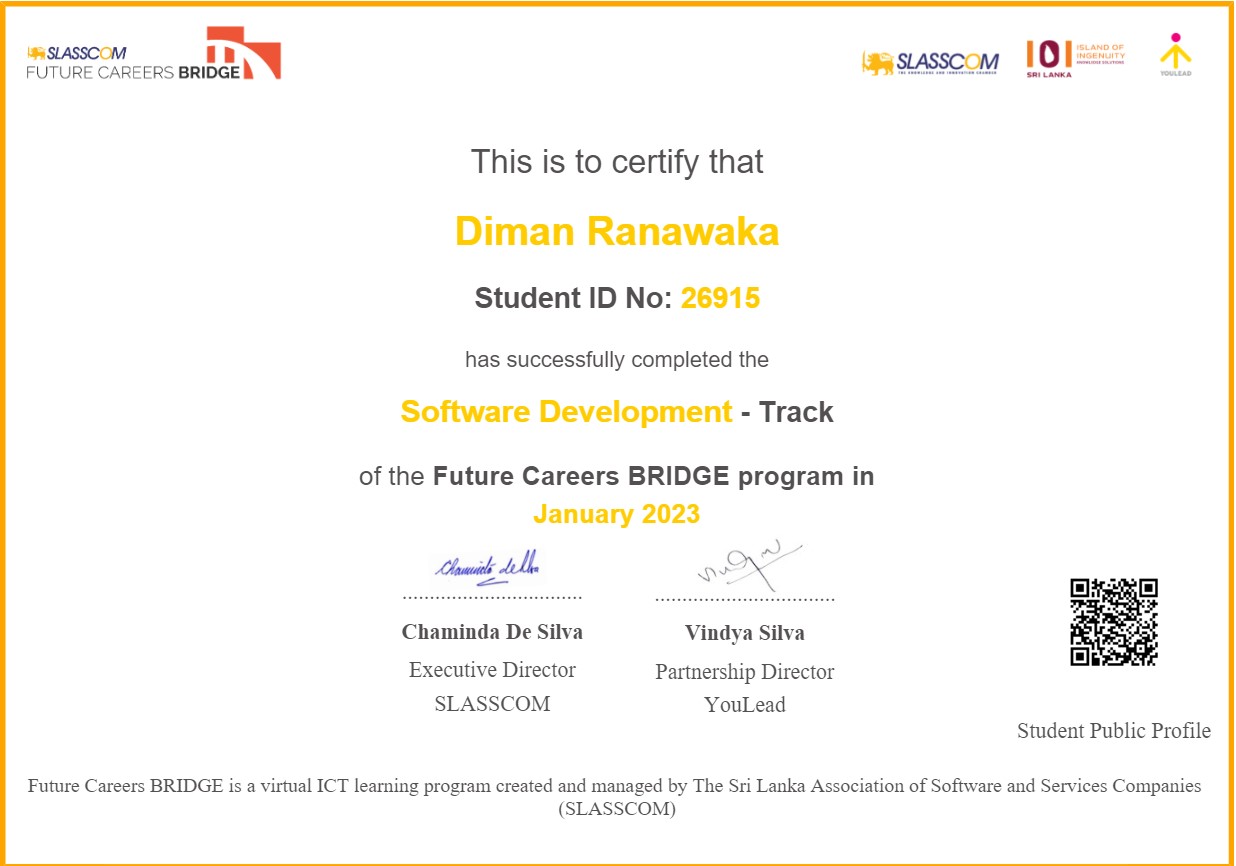 SLASSCOM
FUTURE CAREERS BRIDGE
SLASSCOM
THE KNOWLEDGE AND INNOVATION CHAMBER
IOI ISLAND OF
INGENUITY
KNOWLEDGE SOLUTIONS
SRI LANKA
YOULEAD
This is to certify that
Diman Ranawaka
Student ID No: 26915
has successfully completed the
Software Development - Track
of the Future Careers BRIDGE program in
January 2023
Chaminda de Silva
.................................
.................................
Chaminda De Silva
Vindya Silva
Executive Director
Partnership Director
SLASSCOM
YouLead
Student Public Profile
Future Careers BRIDGE is a virtual ICT learning program created and managed by The Sri Lanka Association of Software and Services Companies
(SLASSCOM)